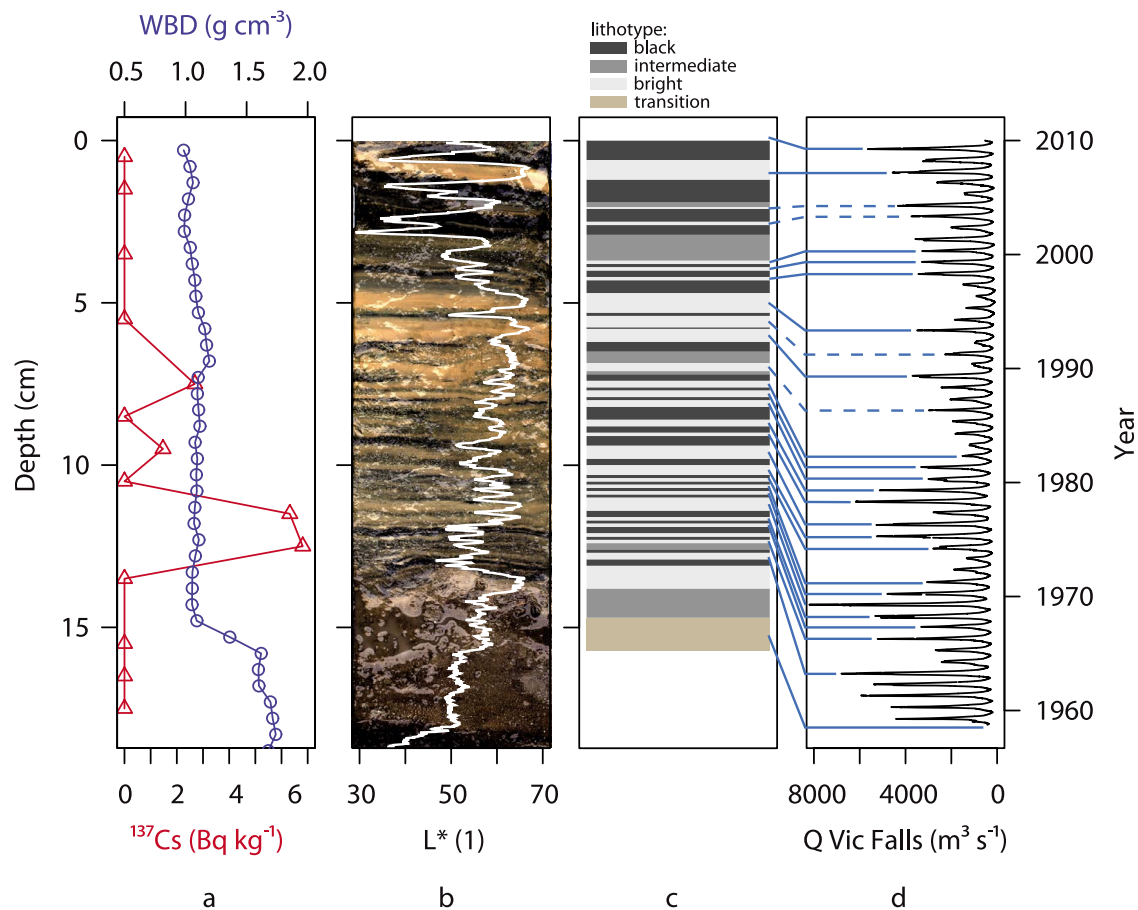 WBD (g cm⁻³)
0.5 1.0 1.5 2.0
lithotype:
black
intermediate
bright
transition
0
5
10
15
Depth (cm)
2010
2000
1990
1980
1970
1960
Year
0 2 4 6
30 50 70
8000 4000 0
¹³⁷Cs (Bq kg⁻¹)
L* (1)
Q Vic Falls (m³ s⁻¹)
a b c d